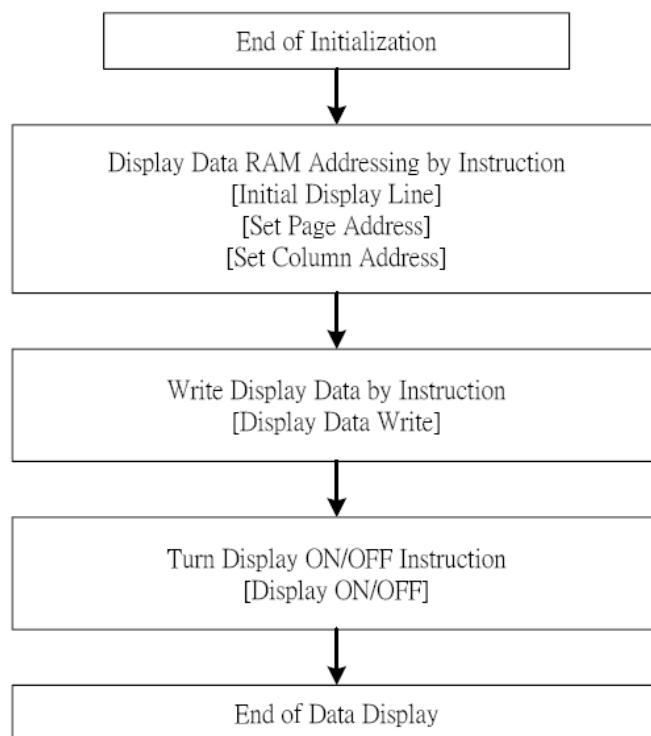 End of Initialization
Display Data RAM Addressing by Instruction
[Initial Display Line]
[Set Page Address]
[Set Column Address]
Write Display Data by Instruction
[Display Data Write]
Turn Display ON/OFF Instruction
[Display ON/OFF]
End of Data Display